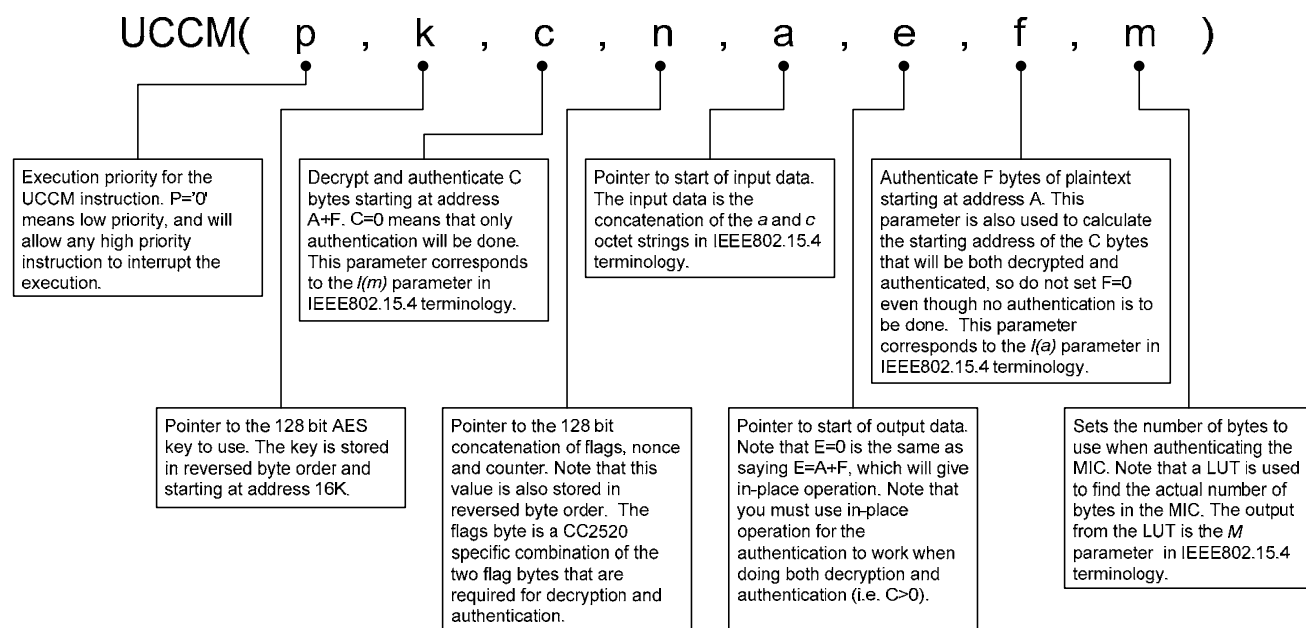 UCCM( p , k , c , n , a , e , f , m )
Execution priority for the
UCCM instruction. P='0'
means low priority, and will
allow any high priority
instruction to interrupt the
execution.
Decrypt and authenticate C
bytes starting at address
A+F. C=0 means that only
authentication will be done.
This parameter corresponds
to the l(m) parameter in
IEEE802.15.4 terminology.
Pointer to start of input data.
The input data is the
concatenation of the a and c
octet strings in IEEE802.15.4
terminology.
Authenticate F bytes of plaintext
starting at address A. This
parameter is also used to calculate
the starting address of the C bytes
that will be both decrypted and
authenticated, so do not set F=0
even though no authentication is to
be done.  This parameter
corresponds to the l(a) parameter in
IEEE802.15.4 terminology.
Pointer to the 128 bit AES
key to use. The key is stored
in reversed byte order and
starting at address 16K.
Pointer to the 128 bit
concatenation of flags, nonce
and counter. Note that this
value is also stored in
reversed byte order.  The
flags byte is a CC2520
specific combination of the
two flag bytes that are
required for decryption and
authentication.
Pointer to start of output data.
Note that E=0 is the same as
saying E=A+F, which will give
in-place operation. Note that
you must use in-place
operation for the
authentication to work when
doing both decryption and
authentication (i.e. C>0).
Sets the number of bytes to
use when authenticating the
MIC. Note that a LUT is used
to find the actual number of
bytes in the MIC. The output
from the LUT is the M
parameter  in IEEE802.15.4
terminology.